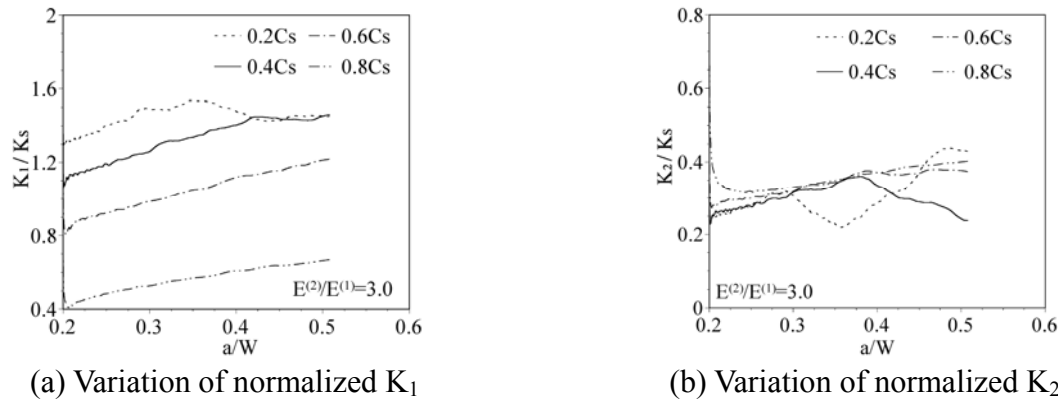 2
1.6
1.2
0.8
0.4
K₁ / Ks
0.2Cs 0.6Cs
0.4Cs 0.8Cs
E⁽²⁾/E⁽¹⁾=3.0
0.2 0.3 0.4 0.5 0.6
a/W
(a) Variation of normalized K₁
0.8
0.6
0.4
0.2
0
K₂ / Ks
0.2Cs 0.6Cs
0.4Cs 0.8Cs
E⁽²⁾/E⁽¹⁾=3.0
0.2 0.3 0.4 0.5 0.6
a/W
(b) Variation of normalized K₂